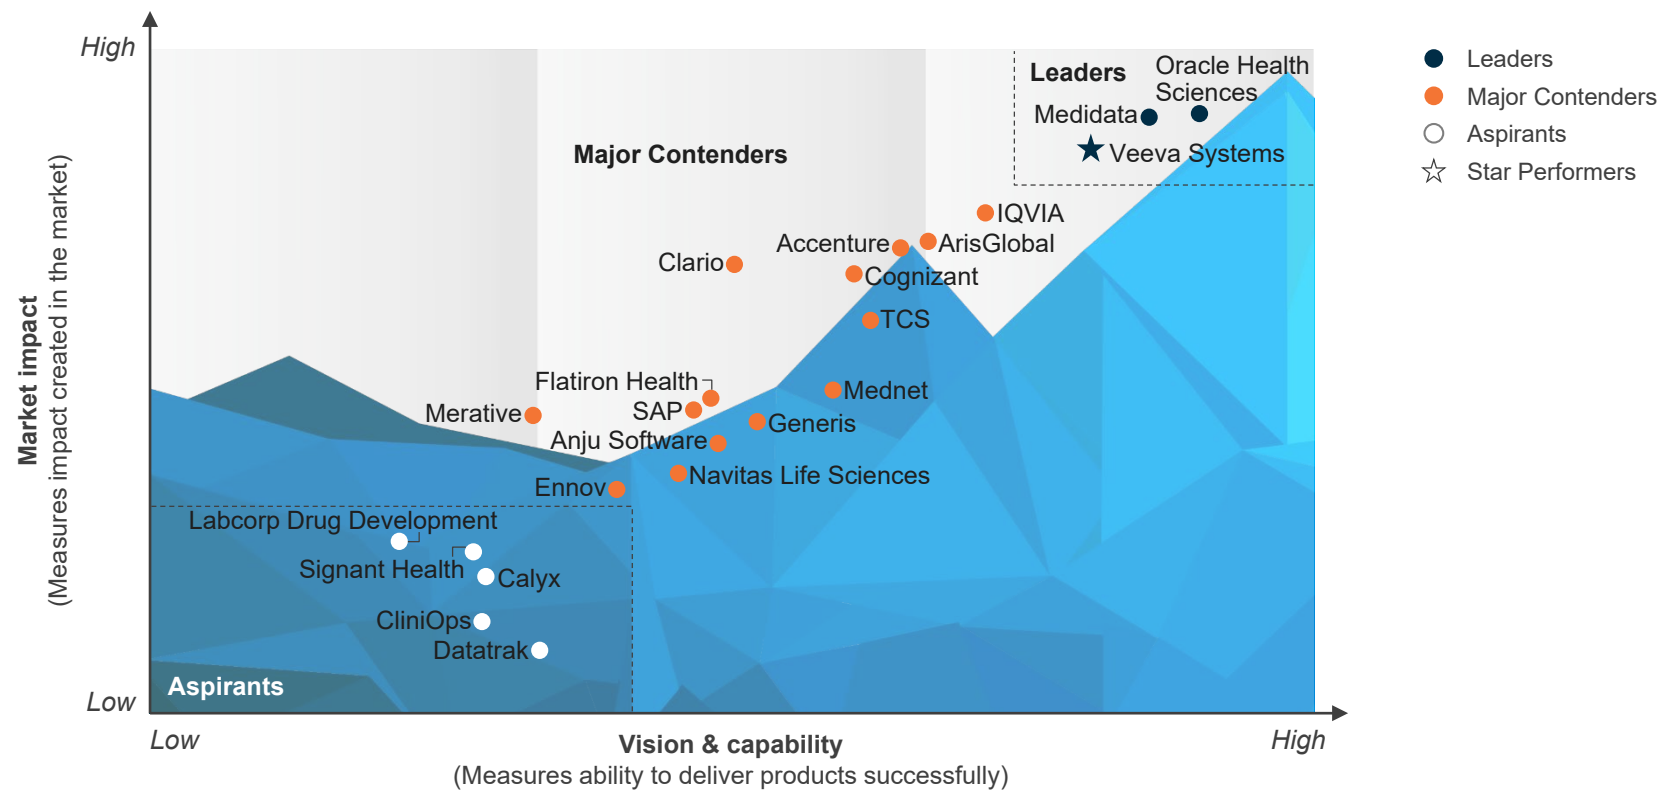 High
Leaders
Oracle Health
Sciences
Medidata
Veeva Systems
Major Contenders
IQVIA
Accenture
ArisGlobal
Clario
Cognizant
TCS
Flatiron Health
Mednet
SAP
Merative
Generis
Anju Software
Navitas Life Sciences
Ennov
Labcorp Drug Development
Signant Health
Calyx
CliniOps
Datatrak
Aspirants
Low
Market impact
(Measures impact created in the market)
Low
Vision & capability
High
(Measures ability to deliver products successfully)
Leaders
Major Contenders
Aspirants
Star Performers